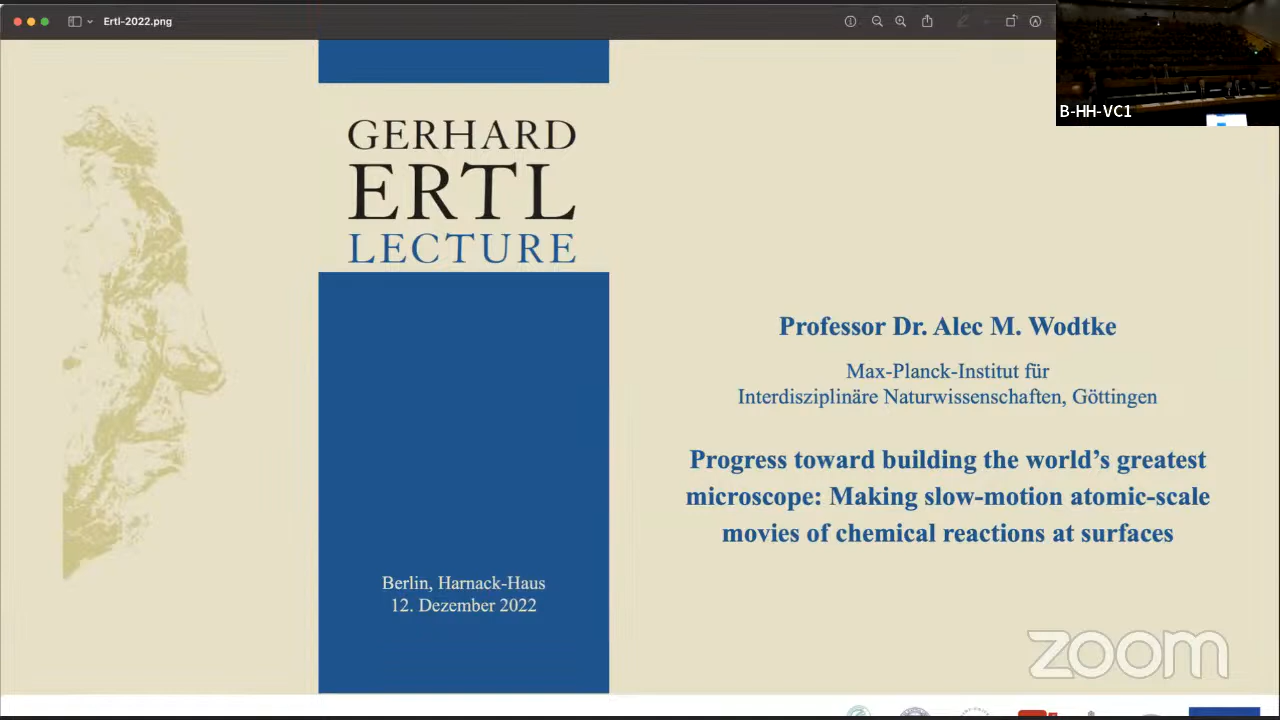 Ertl-2022.png
B-HH-VC1
GERHARD
ERTL
LECTURE
Professor Dr. Alec M. Wodtke
Max-Planck-Institut für
Interdisziplinäre Naturwissenschaften, Göttingen
Progress toward building the world’s greatest
microscope: Making slow-motion atomic-scale
movies of chemical reactions at surfaces
Berlin, Harnack-Haus
12. Dezember 2022
zoom